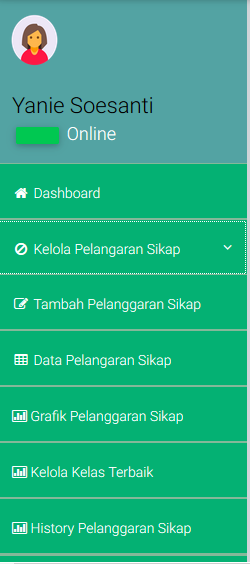 Yanie Soesanti
Online
Dashboard
Kelola Pelangaran Sikap
Tambah Pelanggaran Sikap
Data Pelangaran Sikap
Grafik Pelanggaran Sikap
Kelola Kelas Terbaik
History Pelanggaran Sikap